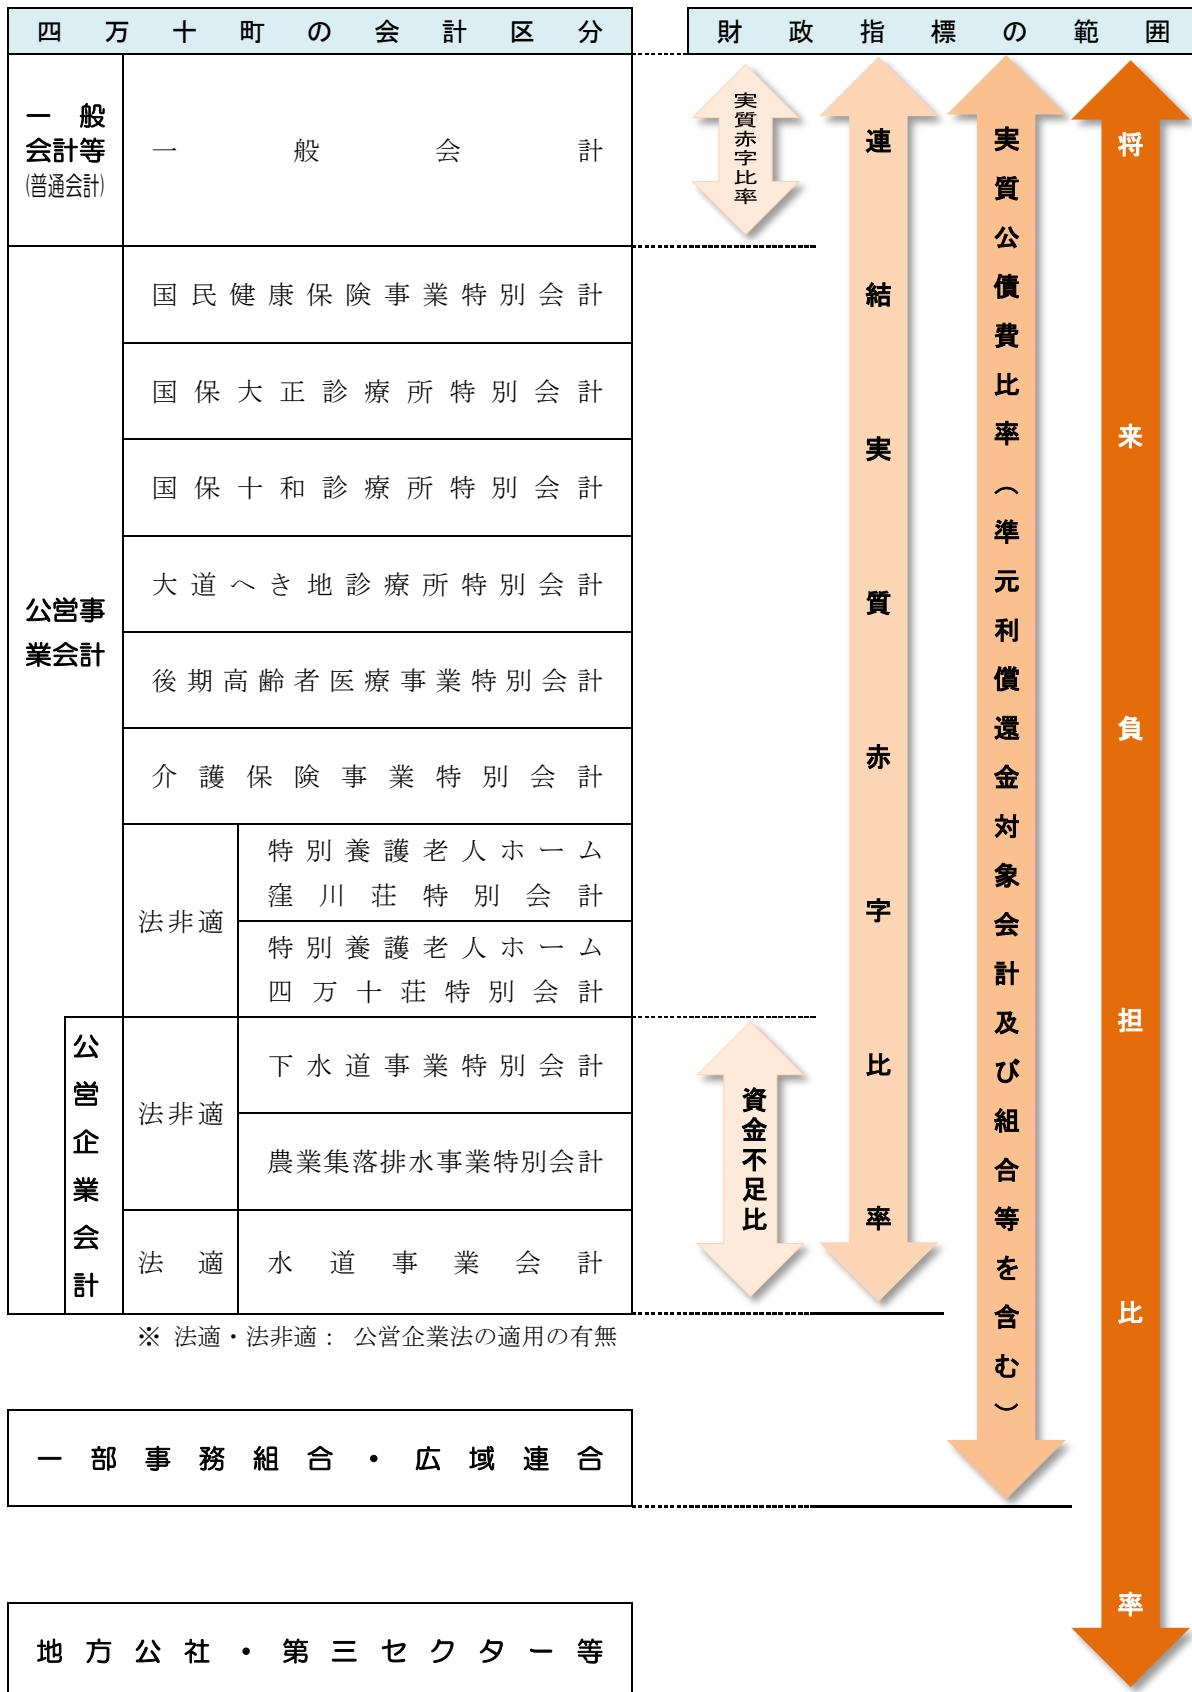 四万十町の会計区分
財政指標の範囲
一般
会計等
(普通会計)
一般会計
実質赤字比率
連結実質赤字比率
実質公債費比率（準元利償還金対象会計及び組合等を含む）
将来負担比率
公営事
業会計
国民健康保険事業特別会計
国保大正診療所特別会計
国保十和診療所特別会計
大道へき地診療所特別会計
後期高齢者医療事業特別会計
介護保険事業特別会計
法非適
特別養護老人ホーム
窪川荘特別会計
特別養護老人ホーム
四万十荘特別会計
公営企業会計
法非適
下水道事業特別会計
農業集落排水事業特別会計
法適
水道事業会計
資金不足比
※ 法適・法非適： 公営企業法の適用の有無
一部事務組合・広域連合
地方公社・第三セクター等